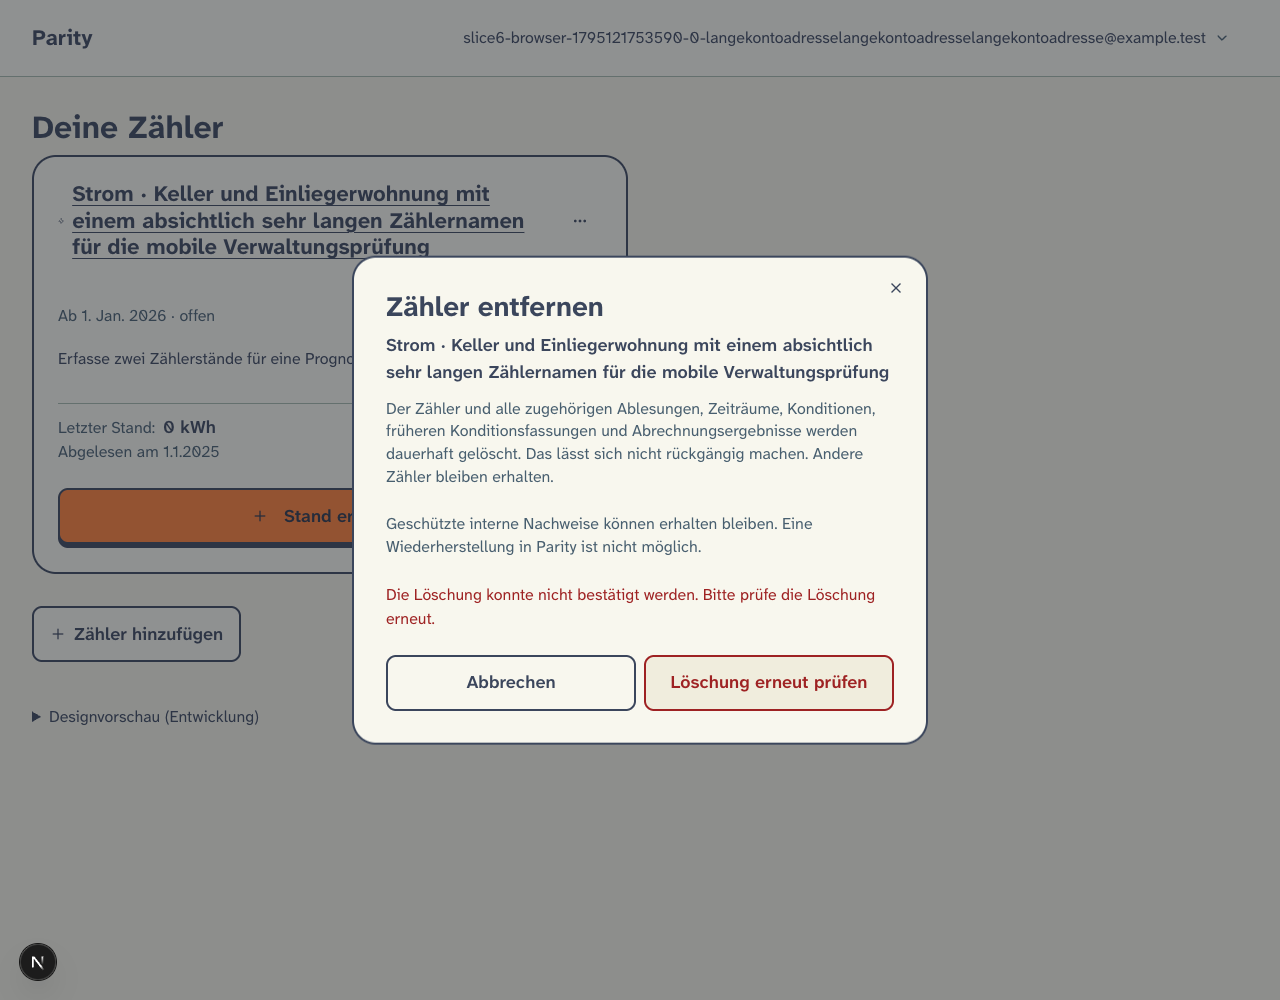 Parity
slice6-browser-1795121753590-0-langekontoadresselangekontoadresselangekontoadresse@example.test
Deine Zähler
Strom · Keller und Einliegerwohnung mit
einem absichtlich sehr langen Zählernamen
für die mobile Verwaltungsprüfung
Ab 1. Jan. 2026 · offen
Erfasse zwei Zählerstände für eine
Letzter Stand: 0 kWh
Abgelesen am 1.1.2025
+ Stand
+ Zähler hinzufügen
Designvorschau (Entwicklung)
Zähler entfernen
Strom · Keller und Einliegerwohnung mit einem absichtlich
sehr langen Zählernamen für die mobile Verwaltungsprüfung
Der Zähler und alle zugehörigen Ablesungen, Zeiträume, Konditionen,
früheren Konditionsfassungen und Abrechnungsergebnisse werden
dauerhaft gelöscht. Das lässt sich nicht rückgängig machen. Andere
Zähler bleiben erhalten.
Geschützte interne Nachweise können erhalten bleiben. Eine
Wiederherstellung in Parity ist nicht möglich.
Die Löschung konnte nicht bestätigt werden. Bitte prüfe die Löschung
erneut.
Abbrechen
Löschung erneut prüfen
N